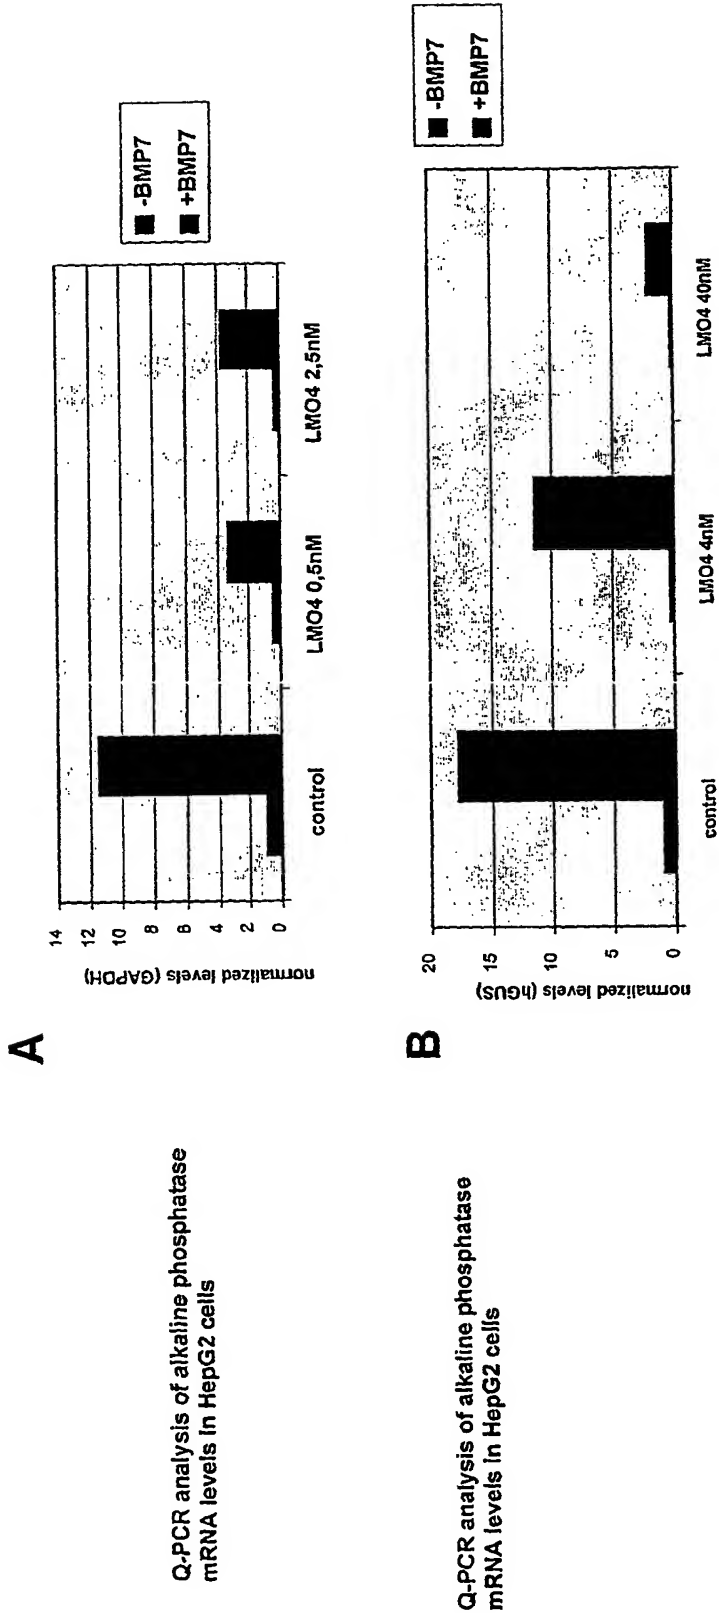 A
Q-PCR analysis of alkaline phosphatase
mRNA levels in HepG2 cells
normalized levels (GAPDH)
14
12
10
8
6
4
2
0
control
LMO4 0,5nM
LMO4 2,5nM
-BMP7
+BMP7
B
Q-PCR analysis of alkaline phosphatase
mRNA levels in HepG2 cells
normalized levels (hGUS)
20
15
10
5
0
control
LMO4 4nM
LMO4 40nM
-BMP7
+BMP7